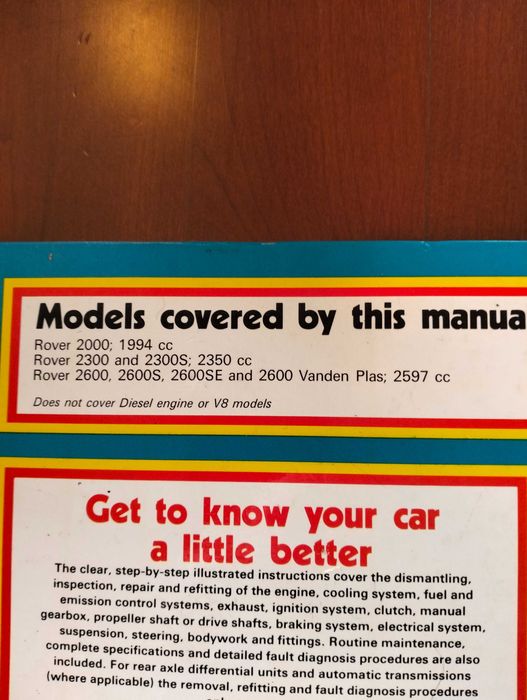 Models covered by this manua
Rover 2000; 1994 cc
Rover 2300 and 2300S; 2350 cc
Rover 2600, 2600S, 2600SE and 2600 Vanden Plas; 2597 cc
Does not cover Diesel engine or V8 models
Get to know your car
a little better
The clear, step-by-step illustrated instructions cover the dismantling,
inspection, repair and refitting of the engine, cooling system, fuel and
emission control systems, exhaust, ignition system, clutch, manual
gearbox, propeller shaft or drive shafts, braking system, electrical system,
suspension, steering, bodywork and fittings. Routine maintenance,
complete specifications and detailed fault diagnosis procedures are also
included. For rear axle differential units and automatic transmissions
(where applicable) the removal, refitting and fault diagnosis procedures